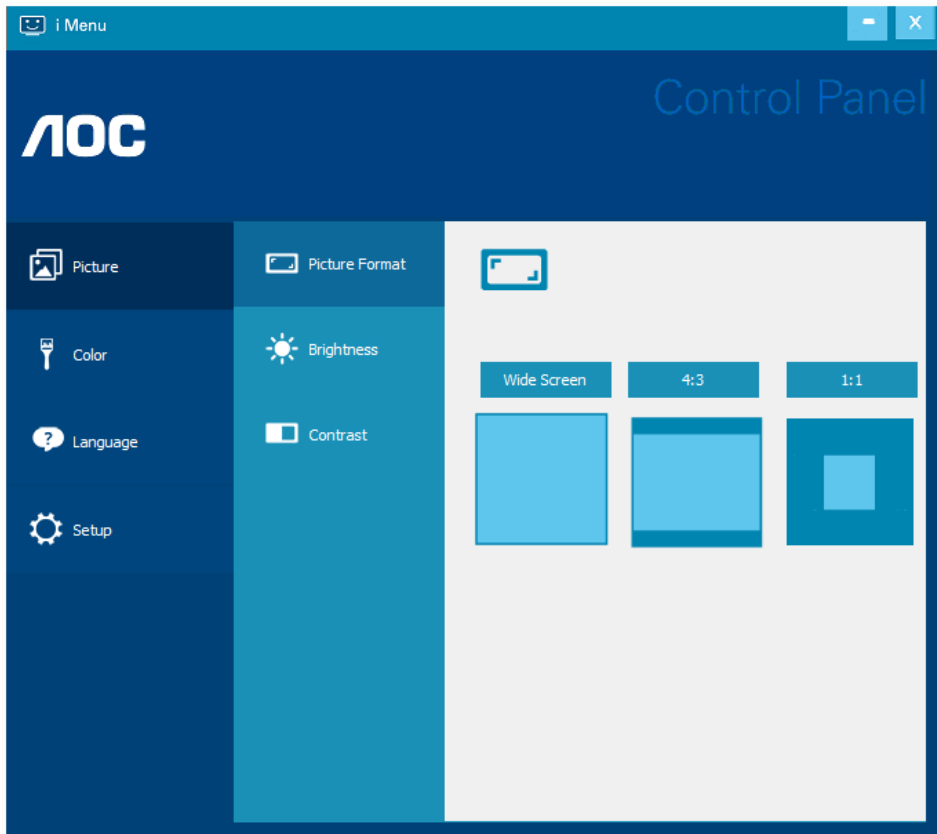 i Menu
X
Control Panel
AOC
Picture
Color
Language
Setup
Picture Format
Brightness
Contrast
Wide Screen
4:3
1:1